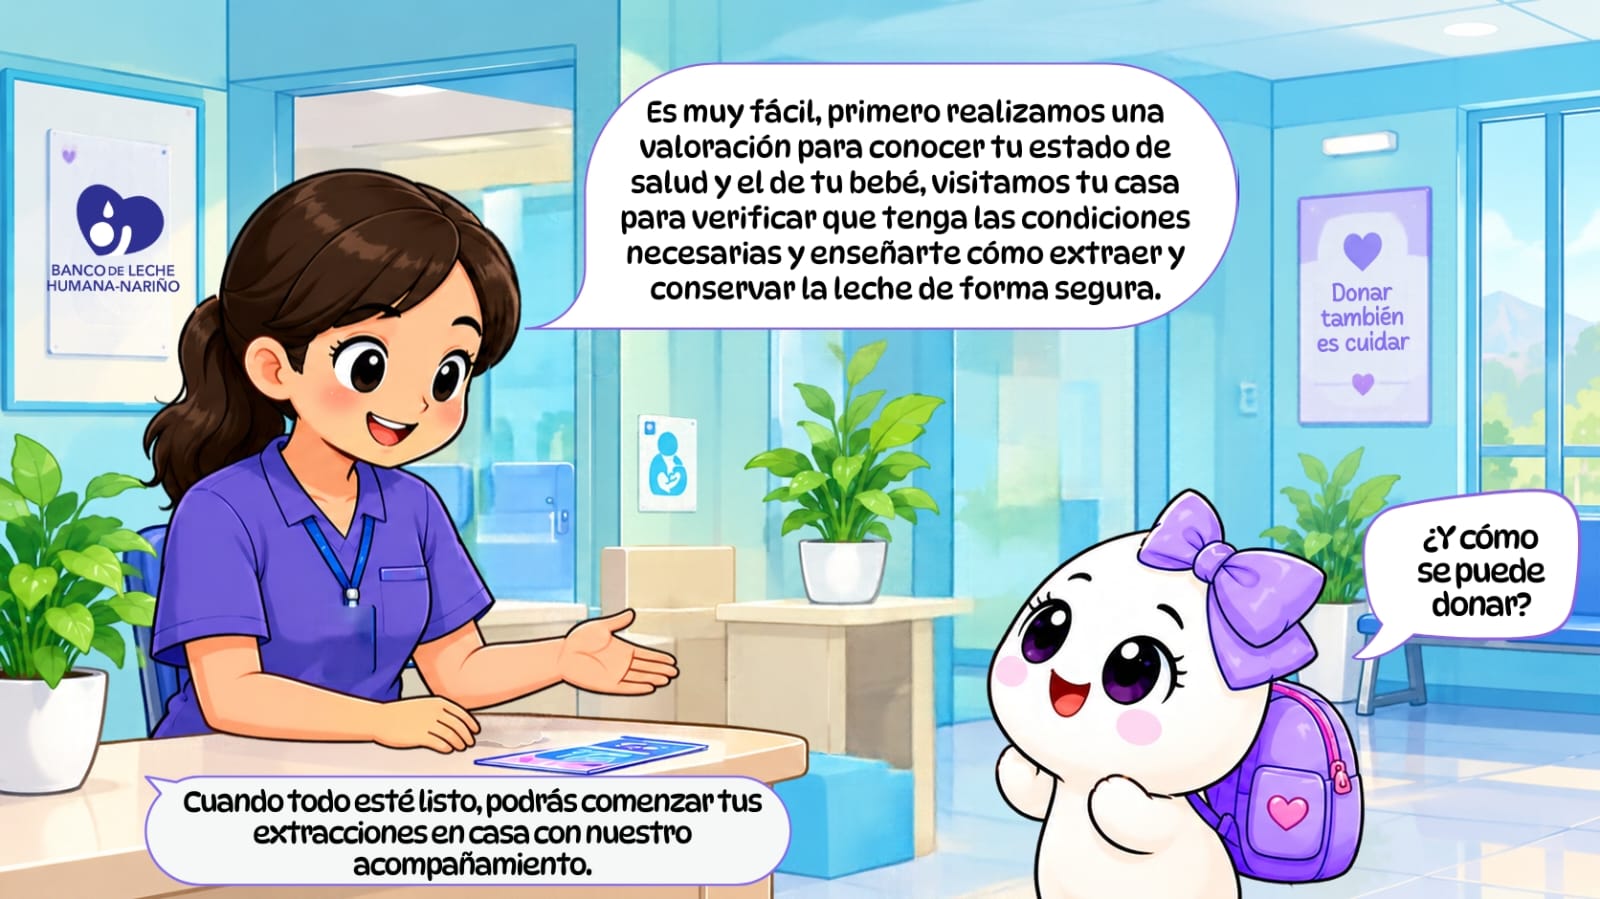 BANCO DE LECHE
HUMANA-NARIÑO
Es muy fácil, primero realizamos una
valoración para conocer tu estado de
salud y el de tu bebé, visitamos tu casa
para verificar que tenga las condiciones
necesarias y enseñarte cómo extraer y
conservar la leche de forma segura.
Donar
también
es cuidar
¿Y cómo
se puede
donar?
Cuando todo esté listo, podrás comenzar tus
extracciones en casa con nuestro
acompañamiento.